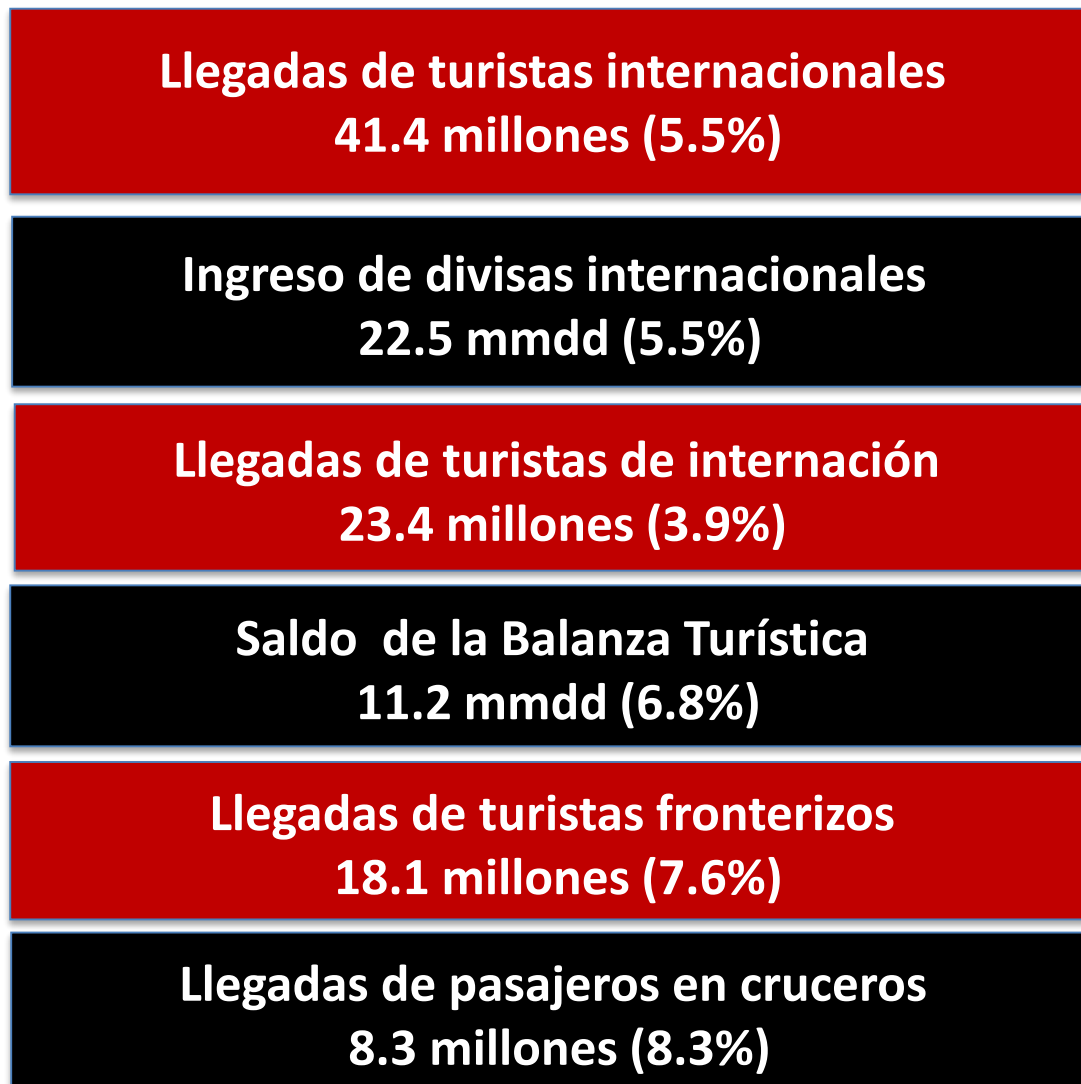 Llegadas de turistas internacionales
41.4 millones (5.5%)
Ingreso de divisas internacionales
22.5 mmdd (5.5%)
Llegadas de turistas de internación
23.4 millones (3.9%)
Saldo  de la Balanza Turística
11.2 mmdd (6.8%)
Llegadas de turistas fronterizos
18.1 millones (7.6%)
Llegadas de pasajeros en cruceros
8.3 millones (8.3%)